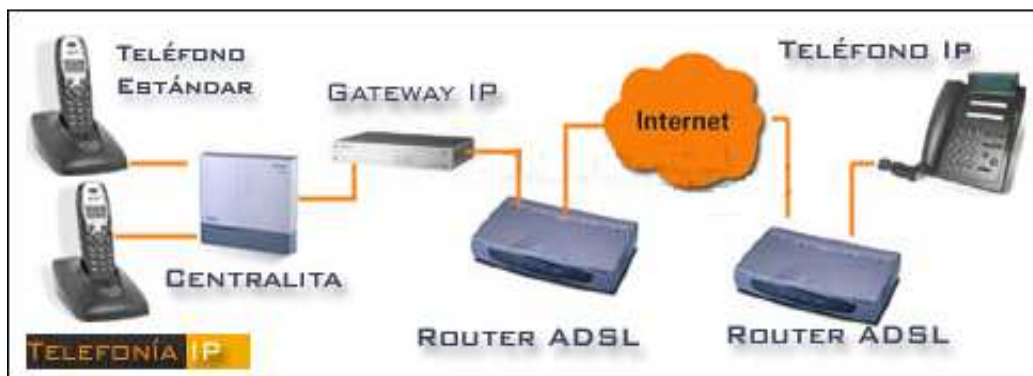 TELÉFONO
ESTÁNDAR
GATEWAY IP
Internet
TELÉFONO IP
CENTRALITA
ROUTER ADSL
ROUTER ADSL
TELEFONÍA IP